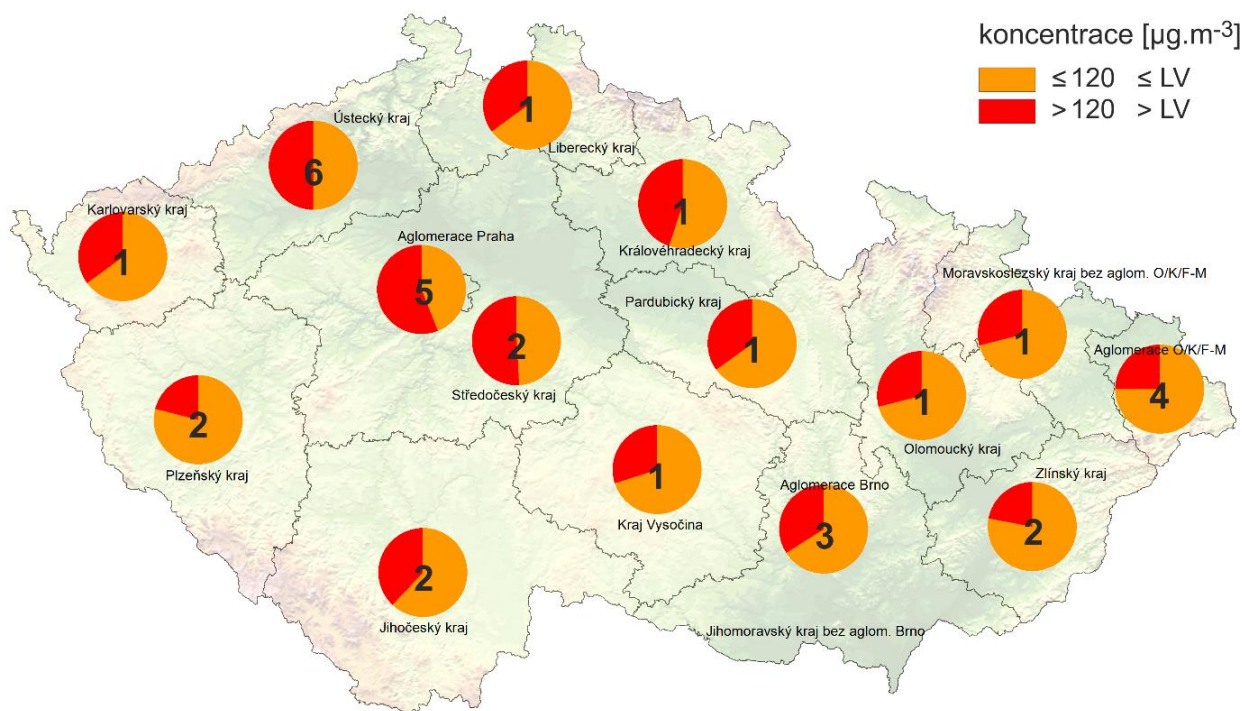 koncentrace [µg.m-3]
≤ 120 ≤ LV
> 120 > LV
1
Liberecký kraj
Ústecký kraj
6
1
Královéhradecký kraj
Karlovarský kraj
1
Aglomerace Praha
5
2
Středočeský kraj
Pardubický kraj
1
Moravskoslezský kraj bez aglom. O/K/F-M
1
Aglomerace O/K/F-M
4
1
Olomoucký kraj
2
Plzeňský kraj
1
Kraj Vysočina
Aglomerace Brno
3
Zlínský kraj
2
2
Jihočeský kraj
Jihomoravský kraj bez aglom. Brno